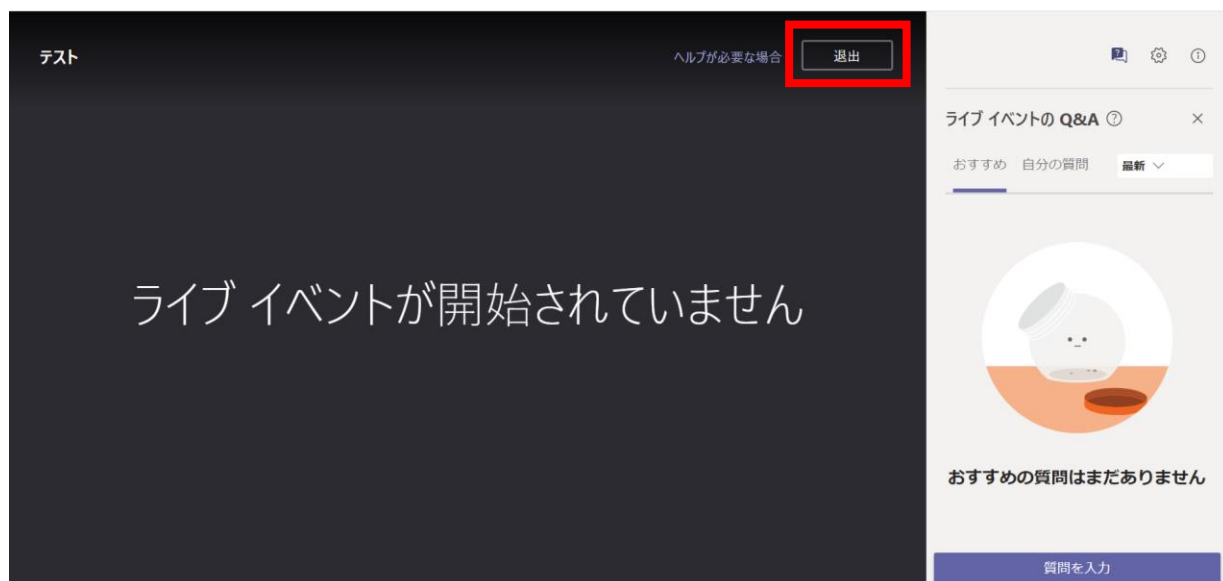 テスト
ヘルプが必要な場合
退出
ライブ イベントが開始されていません
ライブ イベントの Q&A
おすすめ 自分の質問 最新
おすすめの質問はまだありません
質問を入力